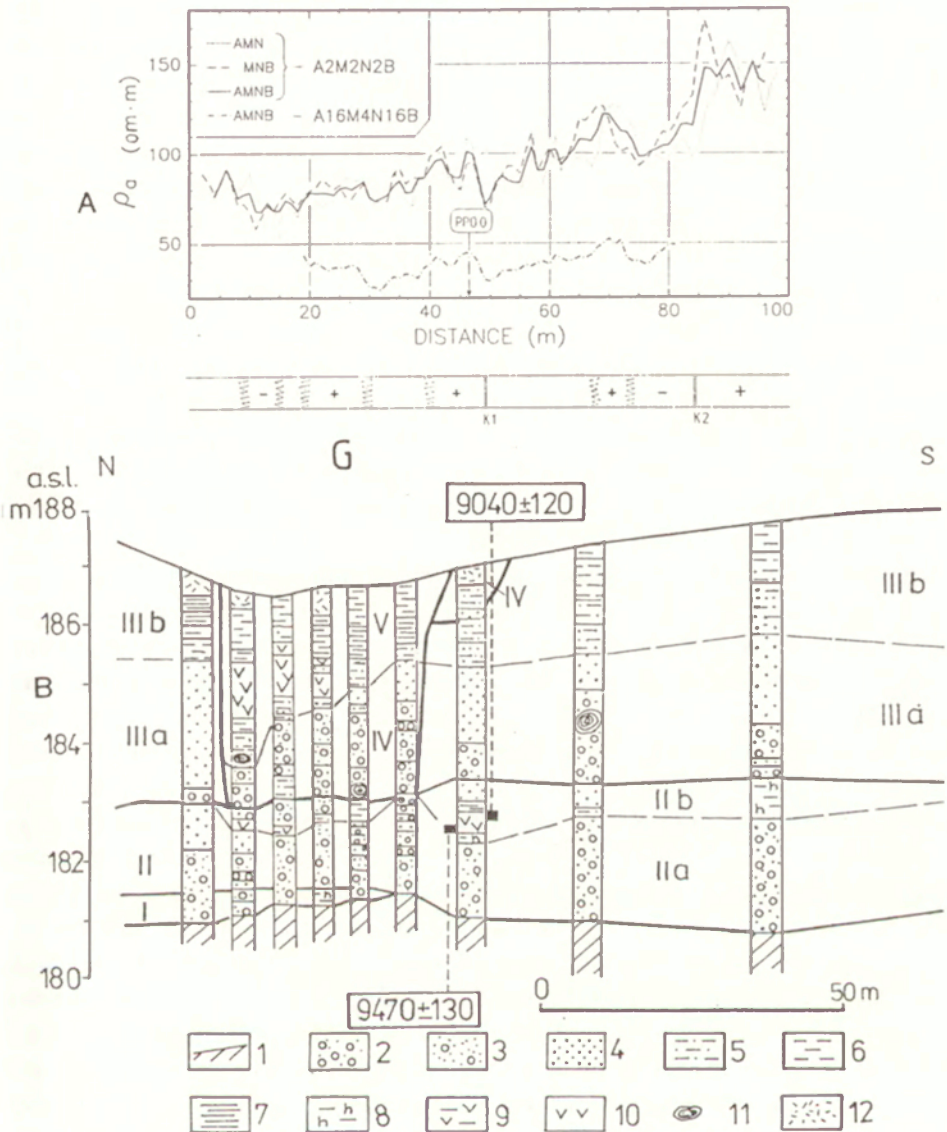 150
100
50
ρa (om·m)
A
AMN
MNB
AMNB
- A2M2N2B
AMNB - A16M4N16B
PP00
0 20 40 60 80 100
DISTANCE (m)
- + + + - +
K1 K2
G
N S
a.s.l.
m188
186
184
182
180
B
9040±120
III b V IV III b
III a IV III a
II b
II II a
I
9470±130
0 50m
1 2 3 4 5 6
7 8 9 10 11 12